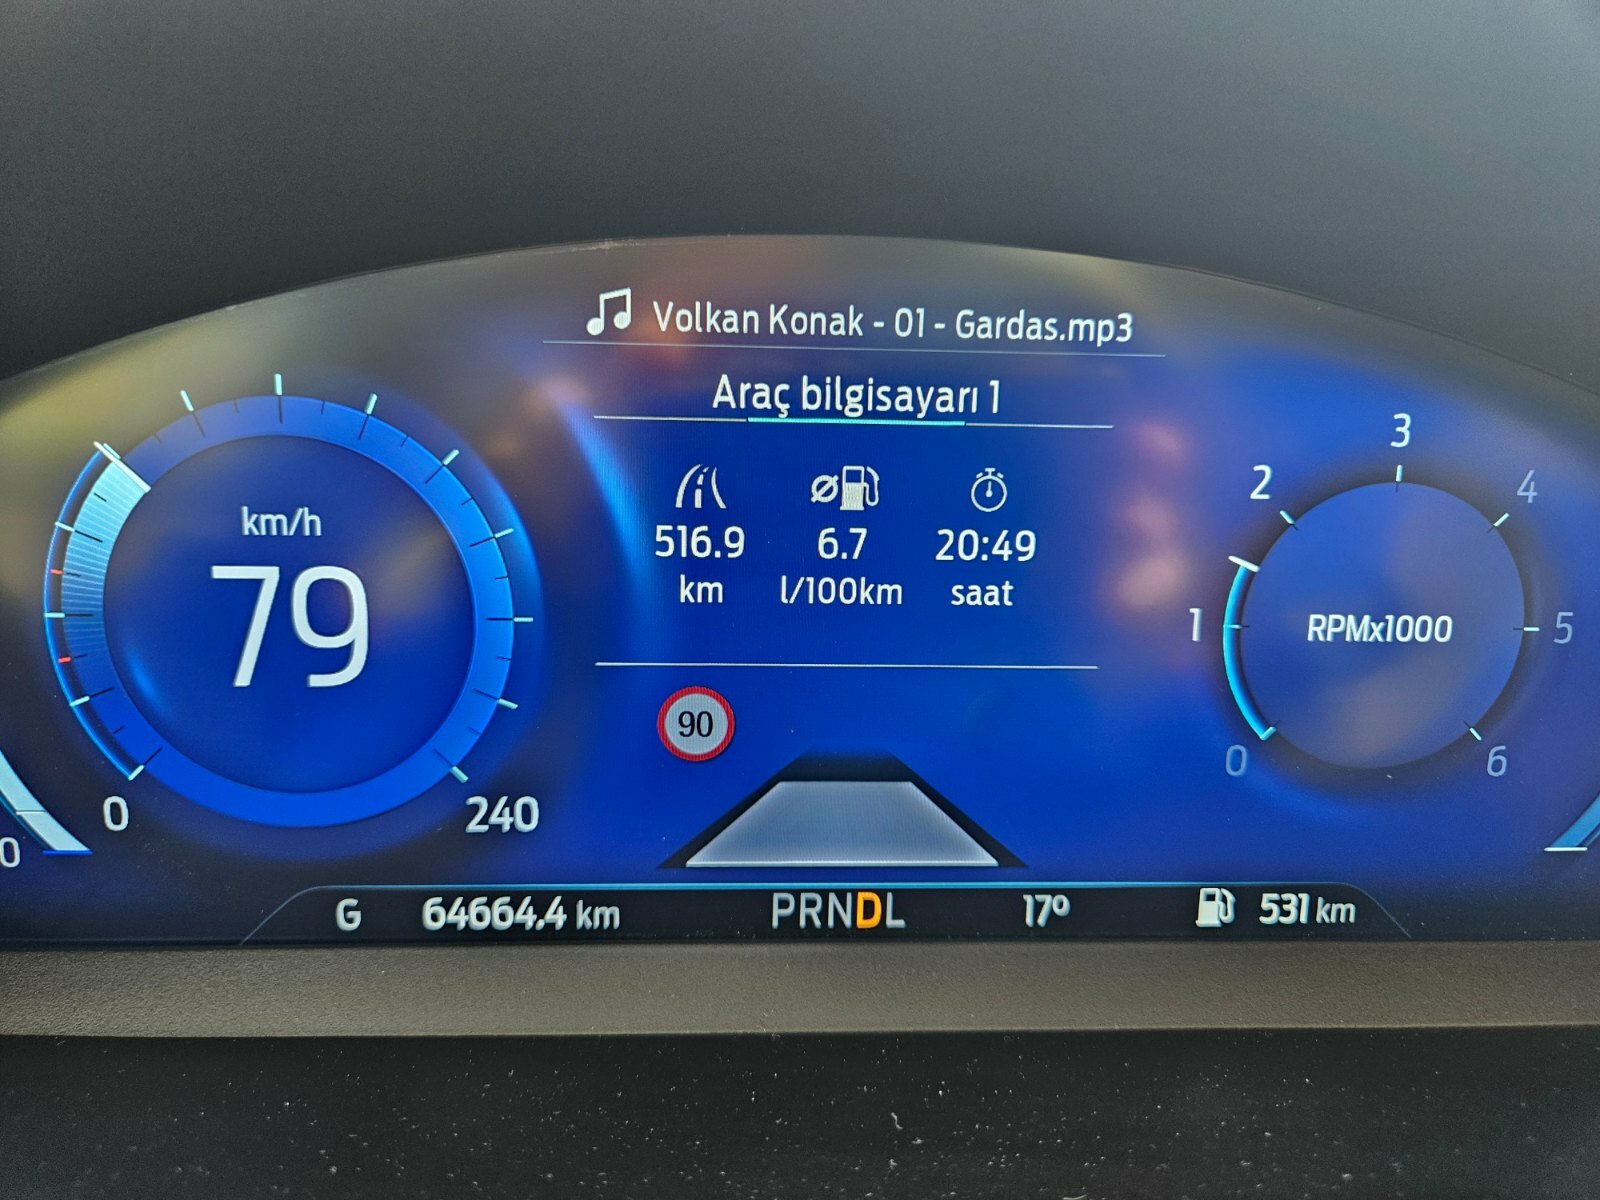 Volkan Konak - 01 - Gardas.mp3
Araç bilgisayarı 1
516.9 6.7 20:49
km l/100km saat
km/h
79
0 240
90
0 1 2 3 4 5 6
RPMx1000
0
G 64664.4 km PRNDL 17° 531 km